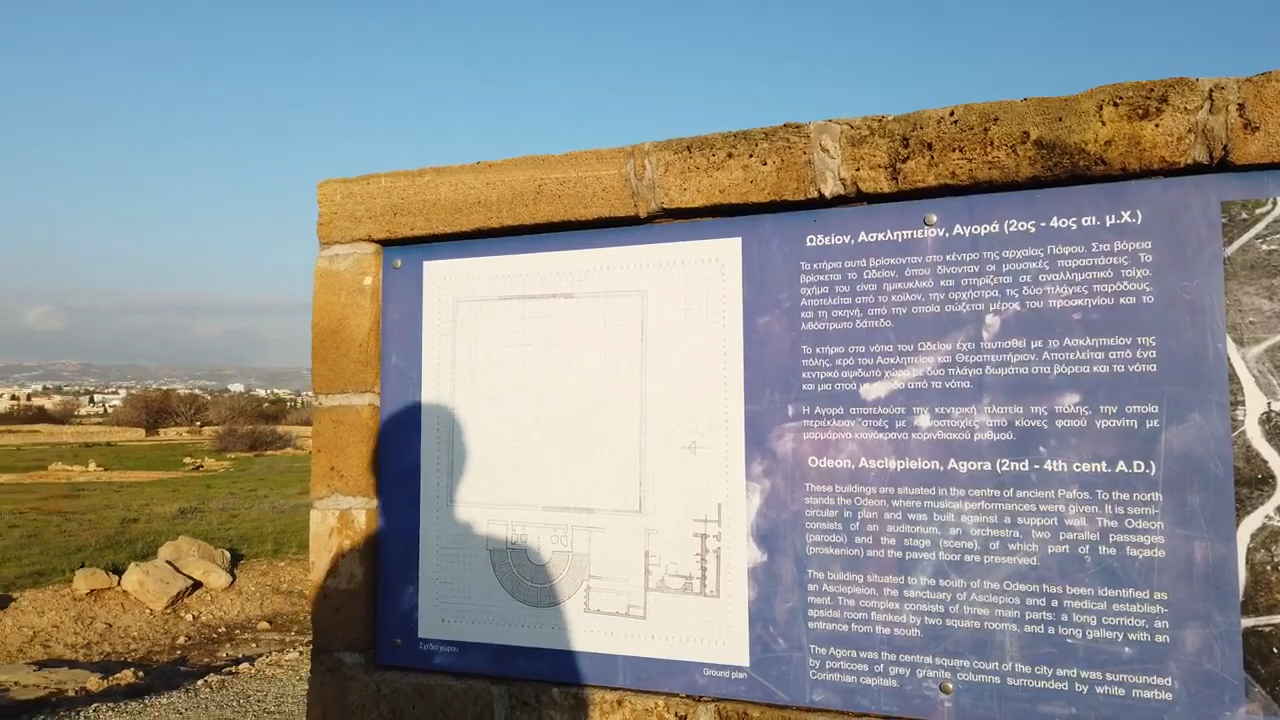 Ωδείον, Ασκληπιείον, Αγορά (2ος - 4ος αι. μ.Χ.)
Τα κτήρια αυτά βρίσκονταν στο κέντρο της αρχαίας Πάφου. Στα βόρεια
βρίσκεται το Ωδείον, όπου δίνονταν οι μουσικές παραστάσεις. Το
σχήμα του είναι ημικυκλικό και στηρίζεται σε αναλληματικό τοίχο.
Αποτελείται από το κοίλον, την ορχήστρα, τις δύο πλάγιες παρόδους,
και τη σκηνή, από την οποία σώζεται μέρος του προσκηνίου και το
λιθόστρωτο δάπεδο.
Το κτήριο στα νότια του Ωδείου έχει ταυτισθεί με το Ασκληπιείον της
πόλης, ιερό του Ασκληπιού και Θεραπευτήριον. Αποτελείται από ένα
κεντρικό αψιδωτό χώρο με δύο πλάγια δωμάτια στα βόρεια και τα νότια
και μια στοά με είσοδο από τα νότια.
Η Αγορά αποτελούσε την κεντρική πλατεία της πόλης, την οποία
περιέκλειαν στοές με κιονοστοιχίες από κίονες φαιού γρανίτη με
μαρμάρινα κιονόκρανα κορινθιακού ρυθμού.
Odeon, Asclepieion, Agora (2nd - 4th cent. A.D.)
These buildings are situated in the centre of ancient Pafos. To the north
stands the Odeon, where musical performances were given. It is semi-
circular in plan and was built against a support wall. The Odeon
consists of an auditorium, an orchestra, two parallel passages
(parodoi) and the stage (scene), of which part of the façade
(proskenion) and the paved floor are preserved.
The building situated to the south of the Odeon has been identified as
an Asclepieion, the sanctuary of Asclepios and a medical establish-
ment. The complex consists of three main parts: a long corridor, an
apsidal room flanked by two square rooms, and a long gallery with an
entrance from the south.
The Agora was the central square court of the city and was surrounded
by porticoes of grey granite columns surrounded by white marble
Corinthian capitals.
Σχέδιο χώρου
Ground plan